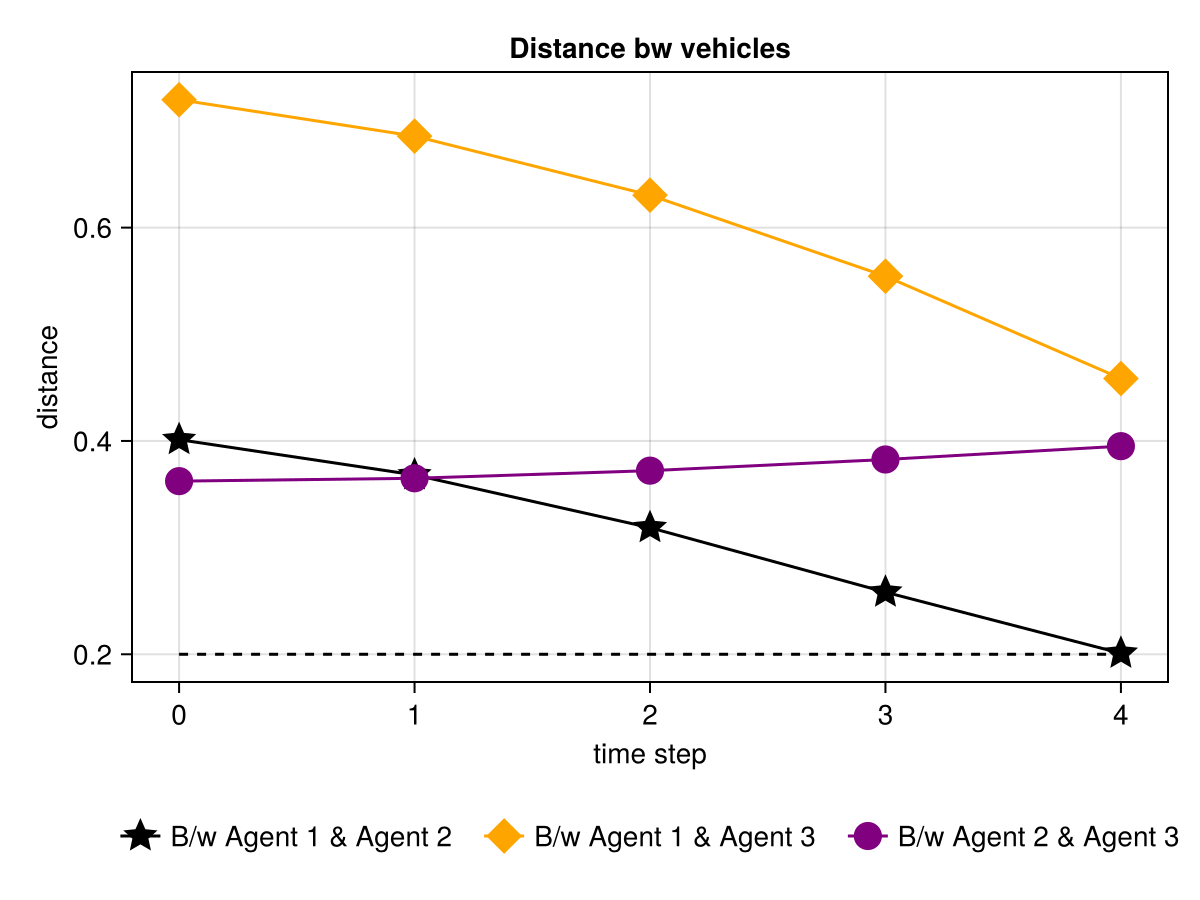 Distance bw vehicles
distance
0.6
0.4
0.2
0 1 2 3 4
time step
B/w Agent 1 & Agent 2 B/w Agent 1 & Agent 3 B/w Agent 2 & Agent 3